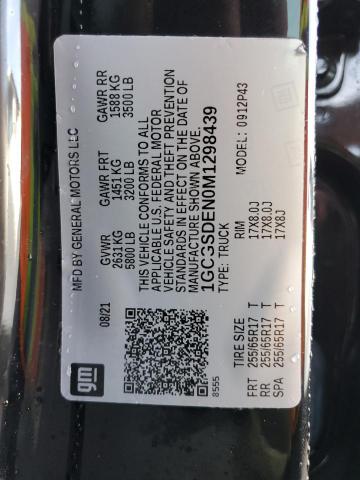 MFD BY GENERAL MOTORS LLC
GVWR GAWR FRT GAWR RR
2631 KG 1451 KG 1588 KG
5800 LB 3200 LB 3500 LB
THIS VEHICLE CONFORMS TO ALL
APPLICABLE U.S. FEDERAL MOTOR
VEHICLE SAFETY AND THEFT PREVENTION
STANDARDS IN EFFECT ON THE DATE OF
MANUFACTURE SHOWN ABOVE.
1GC3SDEN0M1298439
TYPE: TRUCK MODEL: 0912P43
08/21
gm
8555
TIRE SIZE RIM
FRT 255/65R17 T 17X8.0J
RR 255/65R17 T 17X8.0J
SPA 255/65R17 T 17X8J